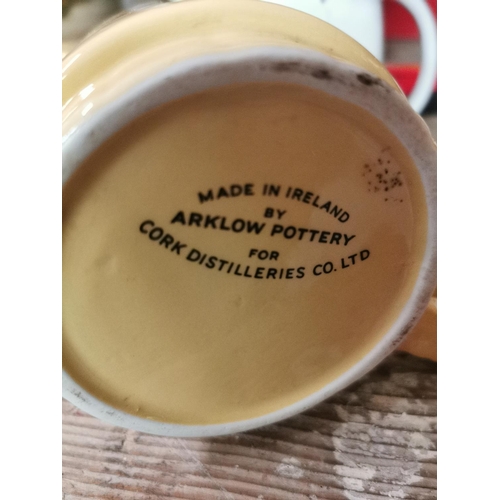 MADE IN IRELAND
BY
ARKLOW POTTERY
FOR
CORK DISTILLERIES CO. LTD